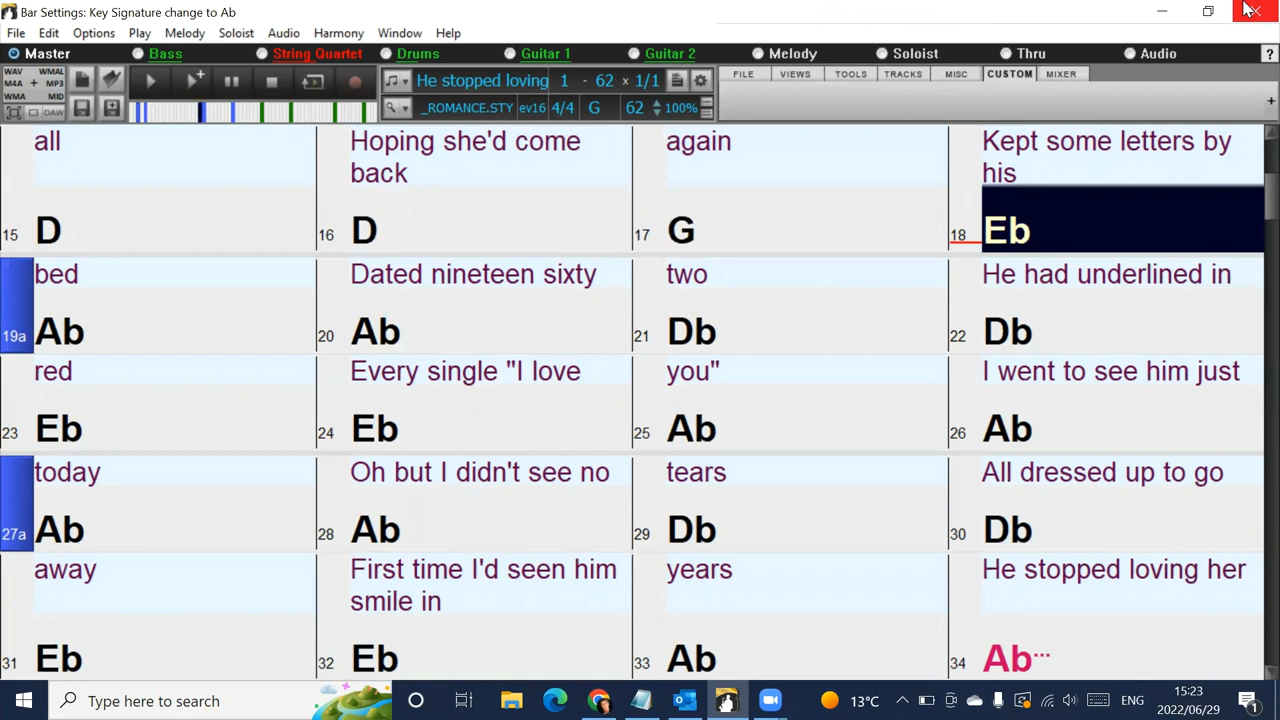 Bar Settings: Key Signature change to Ab
File Edit Options Play Melody Soloist Audio Harmony Window Help
Master Bass String Quartet Drums Guitar 1 Guitar 2 Melody Soloist Thru Audio ?
WAV WMAL
M4A + MP3
WMA MID
DAW
He stopped loving 1 - 62 x 1/1
_ROMANCE.STY ev16 4/4 G 62 100%
FILE VIEWS TOOLS TRACKS MISC CUSTOM MIXER
+
all Hoping she'd come back again Kept some letters by his
15 D 16 D 17 G 18 Eb
bed Dated nineteen sixty two He had underlined in
19a Ab 20 Ab 21 Db 22 Db
red Every single "I love you" I went to see him just
23 Eb 24 Eb 25 Ab 26 Ab
today Oh but I didn't see no tears All dressed up to go
27a Ab 28 Ab 29 Db 30 Db
away First time I'd seen him smile in years He stopped loving her
31 Eb 32 Eb 33 Ab 34 Ab...
Type here to search
13°C ENG 15:23
2022/06/29
1